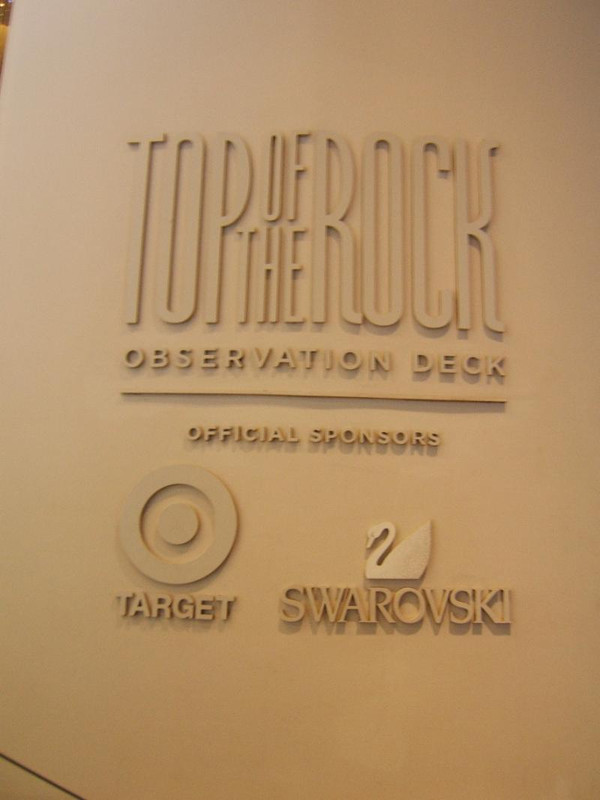 TOP OF THE ROCK
OBSERVATION DECK
OFFICIAL SPONSORS
TARGET
SWAROVSKI